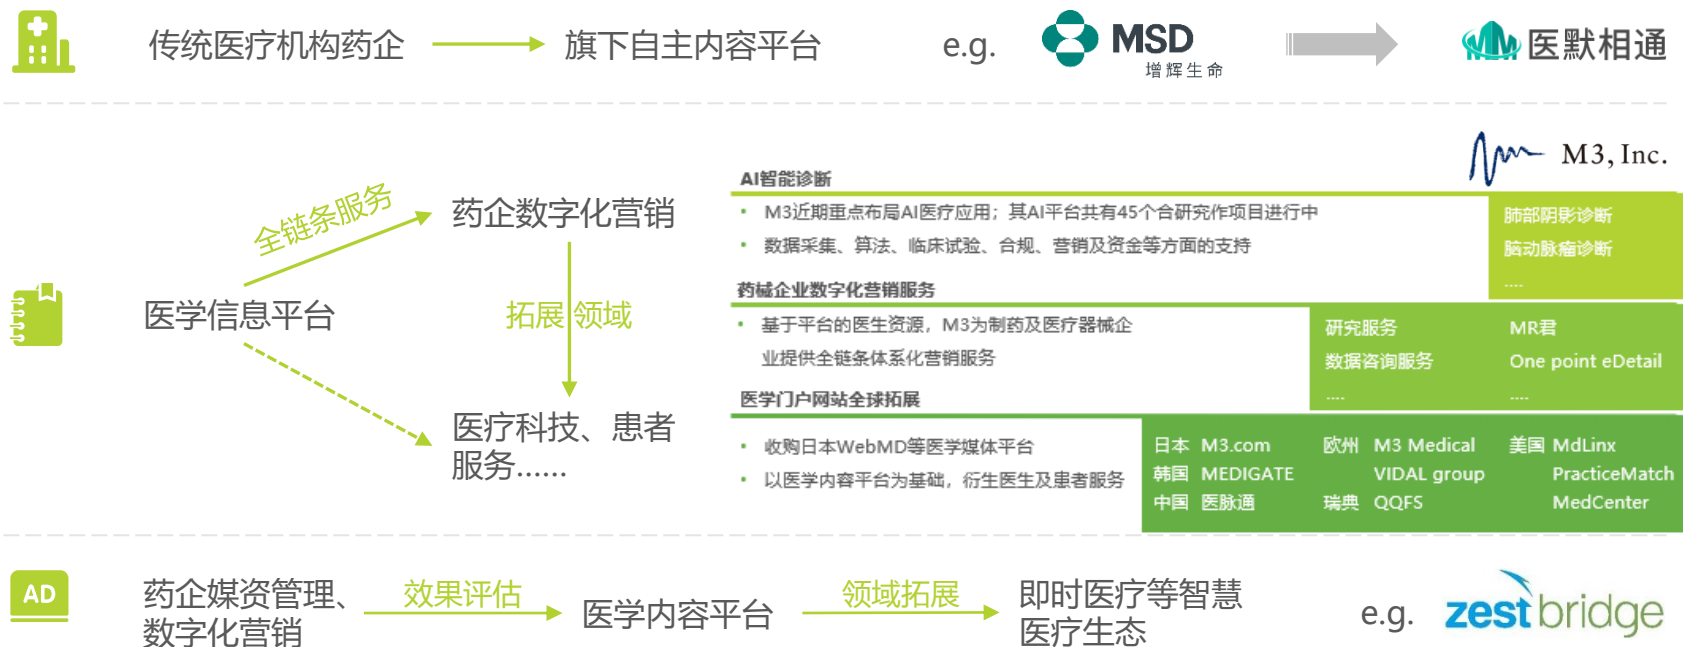 传统医疗机构药企
旗下自主内容平台
e.g.
MSD
增辉生命
医默相通
M3, Inc.
全链条服务
药企数字化营销
医学信息平台
拓展 领域
医疗科技、患者
服务……
AI智能诊断
M3近期重点布局AI医疗应用；其AI平台共有45个合研究作项目进行中
数据采集、算法、临床试验、合规、营销及资金等方面的支持
肺部阴影诊断
脑动脉瘤诊断
....
药械企业数字化营销服务
基于平台的医生资源，M3为制药及医疗器械企
业提供全链条体系化营销服务
研究服务 MR君
数据咨询服务 One point eDetail
.... ....
医学门户网站全球拓展
收购日本WebMD等医学媒体平台
以医学内容平台为基础，衍生医生及患者服务
日本 M3.com 欧州 M3 Medical 美国 MdLinx
韩国 MEDIGATE VIDAL group PracticeMatch
中国 医脉通 瑞典 QQFS MedCenter
AD
药企媒资管理、
数字化营销
效果评估
医学内容平台
领域拓展
即时医疗等智慧
医疗生态
e.g.
zestbridge